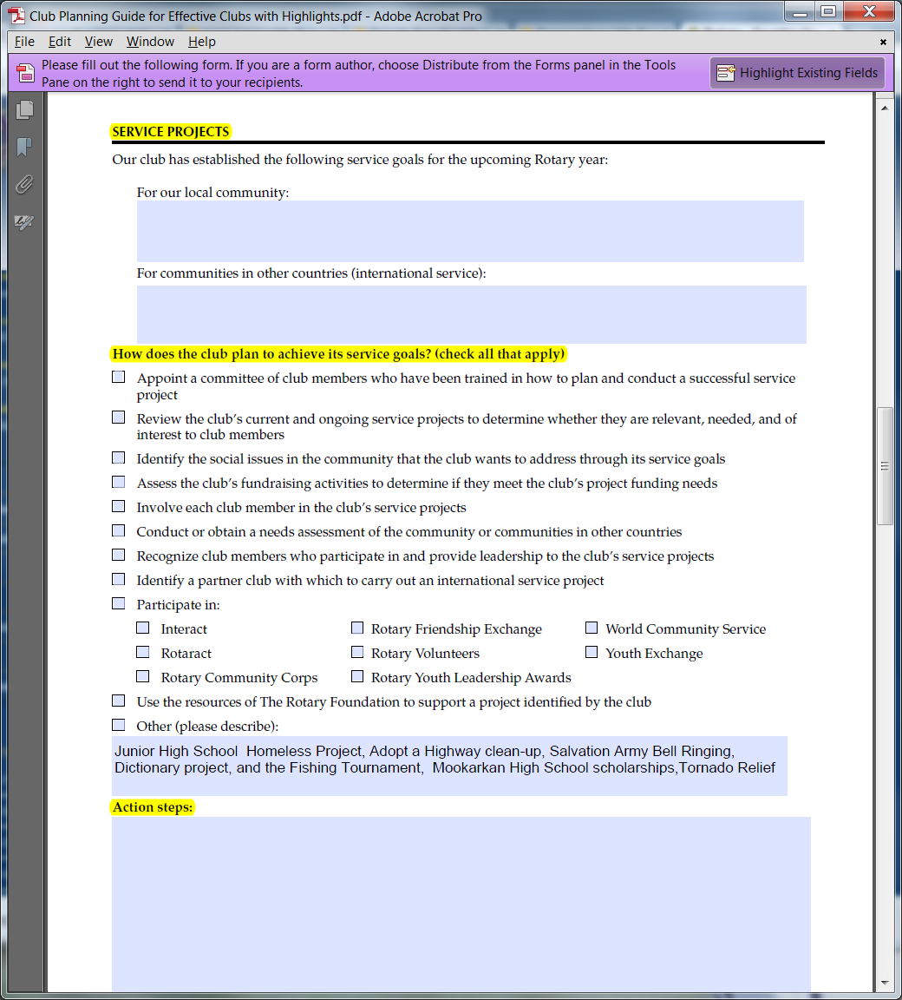 Club Planning Guide for Effective Clubs with Highlights.pdf - Adobe Acrobat Pro
File Edit View Window Help
Please fill out the following form. If you are a form author, choose Distribute from the Forms panel in the Tools
Pane on the right to send it to your recipients.
Highlight Existing Fields
SERVICE PROJECTS
Our club has established the following service goals for the upcoming Rotary year:
For our local community:
For communities in other countries (international service):
How does the club plan to achieve its service goals? (check all that apply)
Appoint a committee of club members who have been trained in how to plan and conduct a successful service
project
Review the club's current and ongoing service projects to determine whether they are relevant, needed, and of
interest to club members
Identify the social issues in the community that the club wants to address through its service goals
Assess the club's fundraising activities to determine if they meet the club's project funding needs
Involve each club member in the club's service projects
Conduct or obtain a needs assessment of the community or communities in other countries
Recognize club members who participate in and provide leadership to the club's service projects
Identify a partner club with which to carry out an international service project
Participate in:
Interact Rotary Friendship Exchange World Community Service
Rotaract Rotary Volunteers Youth Exchange
Rotary Community Corps Rotary Youth Leadership Awards
Use the resources of The Rotary Foundation to support a project identified by the club
Other (please describe):
Junior High School  Homeless Project, Adopt a Highway clean-up, Salvation Army Bell Ringing,
Dictionary project, and the Fishing Tournament,  Mookarkan High School scholarships,Tornado Relief
Action steps: